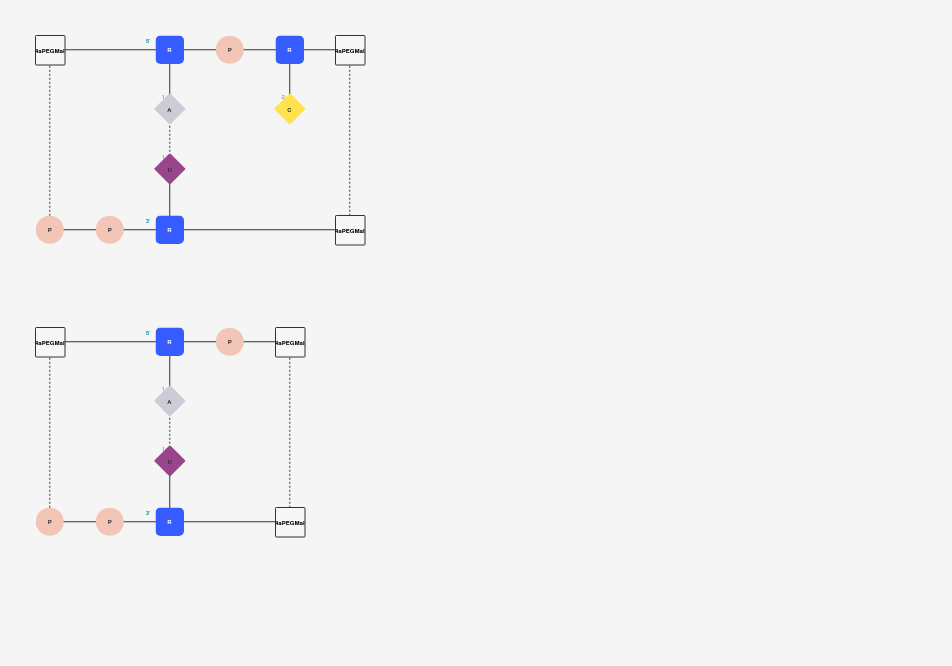 4aPEGMal 5' R P R 4aPEGMal
1 A 2 C
1 U
P P 3' R 4aPEGMal
4aPEGMal 5' R P 4aPEGMal
1 A
1 U
P P 3' R 4aPEGMal